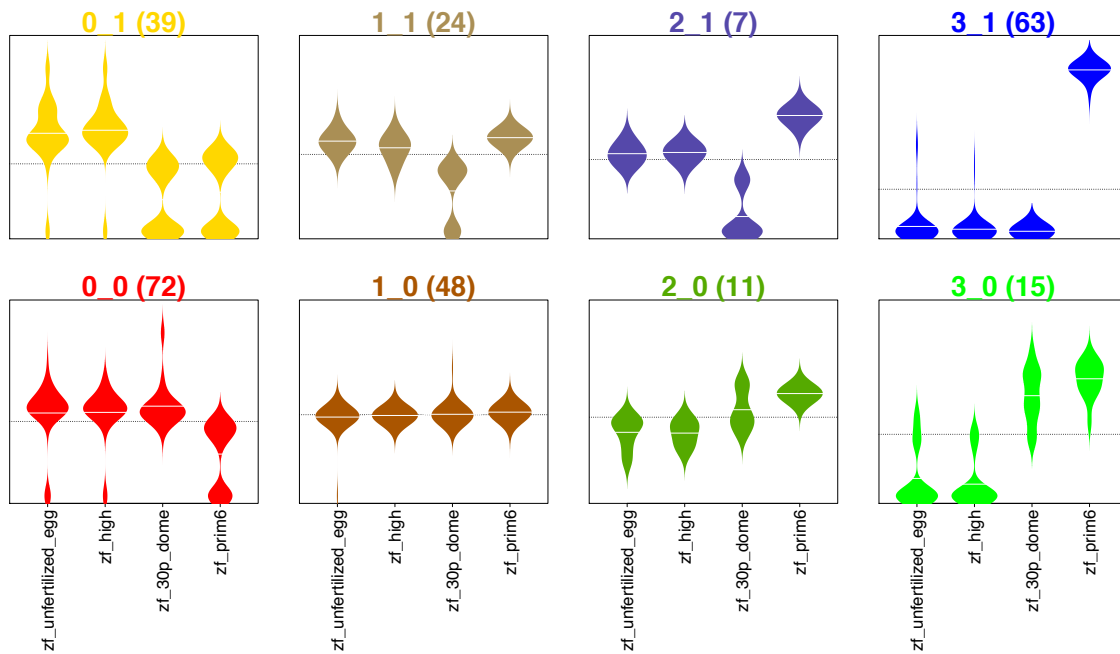 0_1 (39)
1_1 (24)
2_1 (7)
3_1 (63)
0_0 (72)
1_0 (48)
2_0 (11)
3_0 (15)
zf_unfertilized_egg
zf_high
zf_30p_dome
zf_prim6
zf_unfertilized_egg
zf_high
zf_30p_dome
zf_prim6
zf_unfertilized_egg
zf_high
zf_30p_dome
zf_prim6
zf_unfertilized_egg
zf_high
zf_30p_dome
zf_prim6